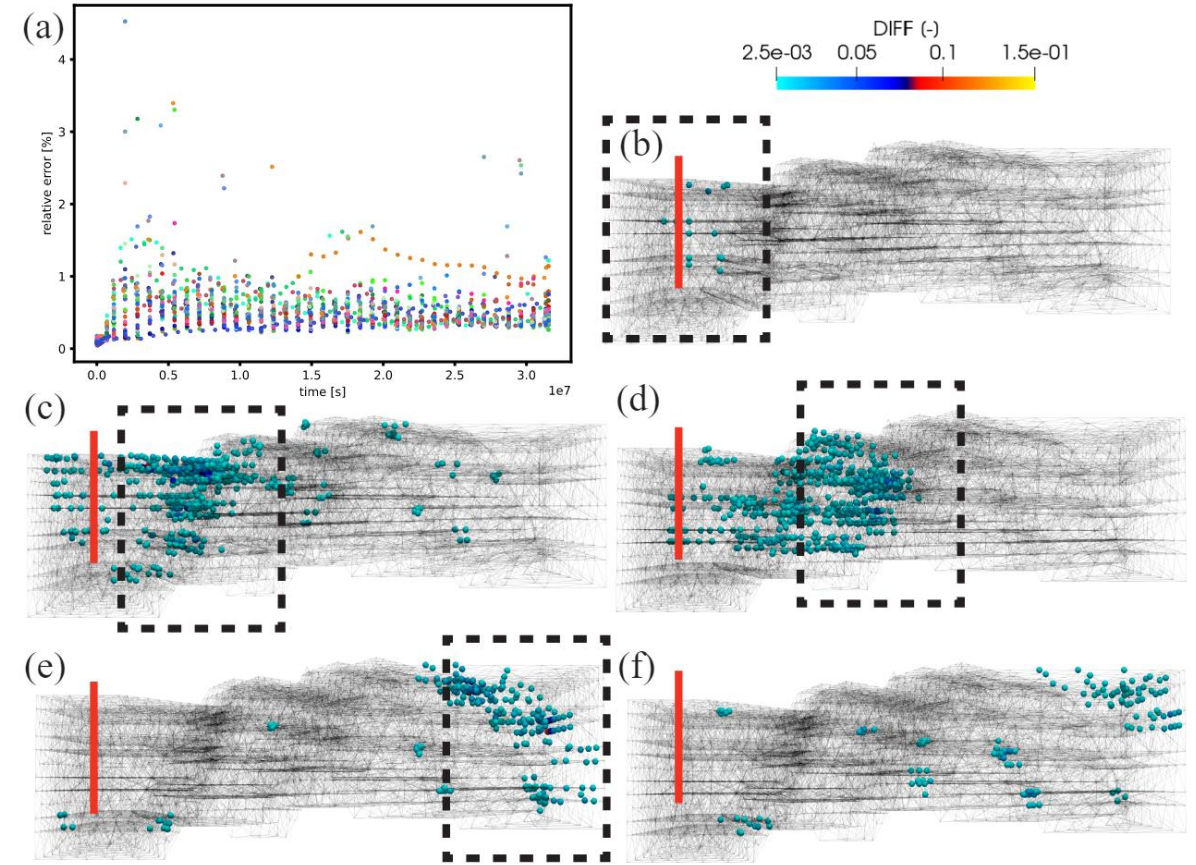 (a)
relative error [%]
4
3
2
1
0
0.0 0.5 1.0 1.5 2.0 2.5 3.0
time [s]
1e7
DIFF (-)
2.5e-03 0.05 0.1 1.5e-01
(b)
(c)
(d)
(e)
(f)